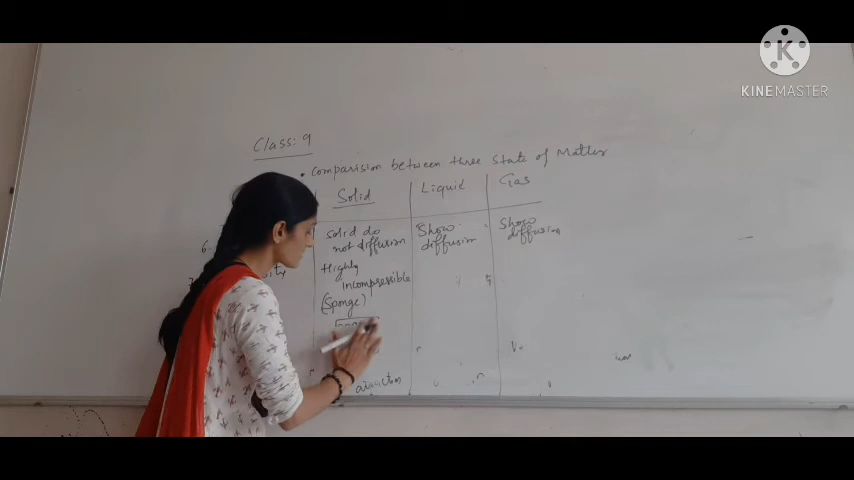 KINEMASTER
Class: 9
• Comparision between three state of Matter
Solid Liquid Gas
Solid do Show Show
not diffusion diffusion diffusion
Highly
incompressible
(Sponge)